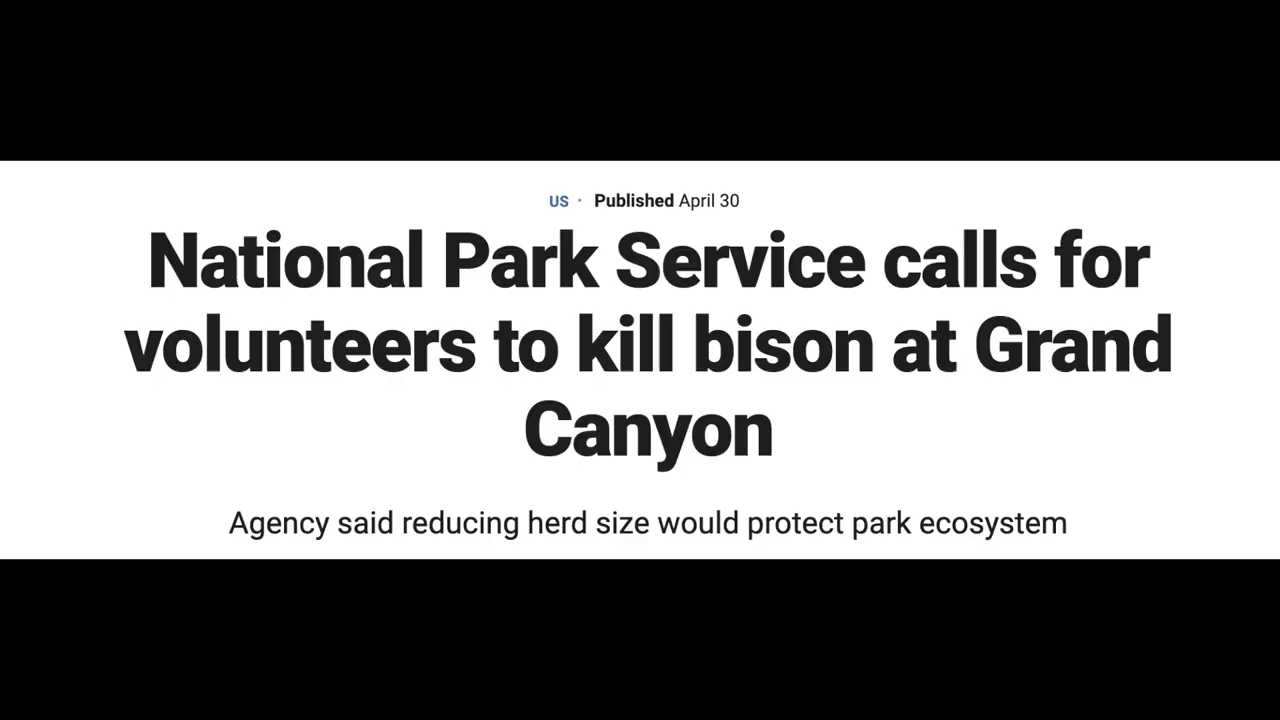 US · Published April 30
National Park Service calls for
volunteers to kill bison at Grand
Canyon
Agency said reducing herd size would protect park ecosystem